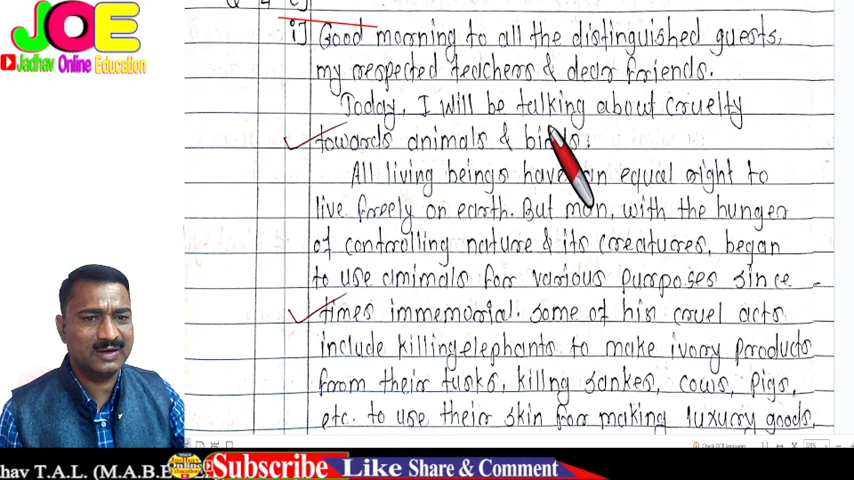 JOE
Jadhav Online Education
i] Good morning to all the distinguished guests,
my respected teachers & dear friends.
Today, I will be talking about cruelty
towards animals & birds.
All living beings have an equal right to
live freely on earth. But man, with the hunger
of controlling nature & its creatures, began
to use animals for various purposes since
times immemorial. Some of his cruel acts
include killing elephants to make ivory products
from their tusks, killng sankes, cows, pigs,
etc. to use their skin for making luxury goods.
hav T.A.L. (M.A.B.E
Subscribe Like Share & Comment